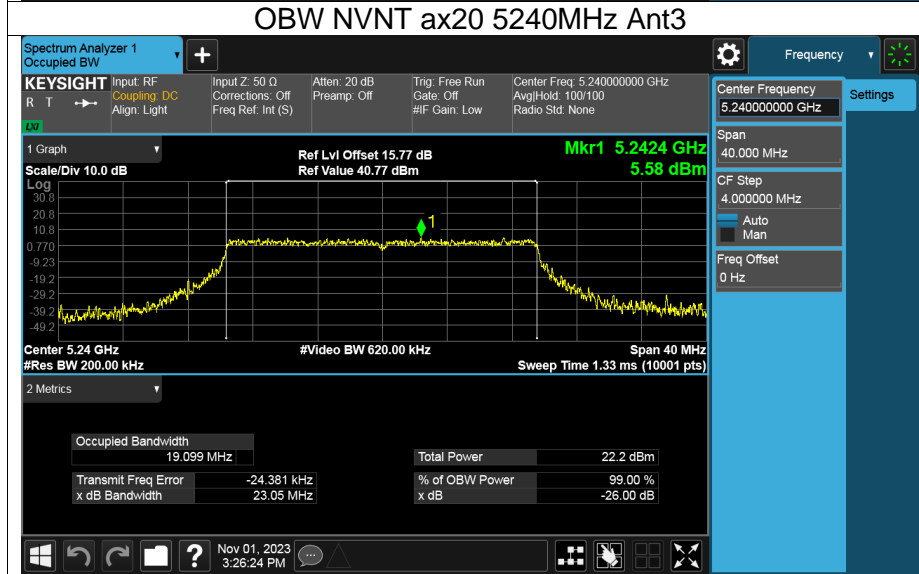 OBW NVNT ax20 5240MHz Ant3
Spectrum Analyzer 1
Occupied BW
+
Frequency
KEYSIGHT
R T
LXI
Input: RF
Coupling: DC
Align: Light
Input Z: 50 Ω
Corrections: Off
Freq Ref: Int (S)
Atten: 20 dB
Preamp: Off
Trig: Free Run
Gate: Off
#IF Gain: Low
Center Freq: 5.240000000 GHz
Avg|Hold: 100/100
Radio Std: None
Center Frequency
5.240000000 GHz
Settings
Span
40.000 MHz
CF Step
4.000000 MHz
Auto
Man
Freq Offset
0 Hz
1 Graph
Scale/Div 10.0 dB
Ref Lvl Offset 15.77 dB
Ref Value 40.77 dBm
Mkr1 5.2424 GHz
5.58 dBm
Log
30.8
20.8
10.8
0.770
-9.23
-19.2
-29.2
-39.2
-49.2
1
Center 5.24 GHz
#Res BW 200.00 kHz
#Video BW 620.00 kHz
Span 40 MHz
Sweep Time 1.33 ms (10001 pts)
2 Metrics
Occupied Bandwidth
19.099 MHz
Total Power 22.2 dBm
Transmit Freq Error -24.381 kHz
% of OBW Power 99.00 %
x dB Bandwidth 23.05 MHz
x dB -26.00 dB
?
Nov 01, 2023
3:26:24 PM